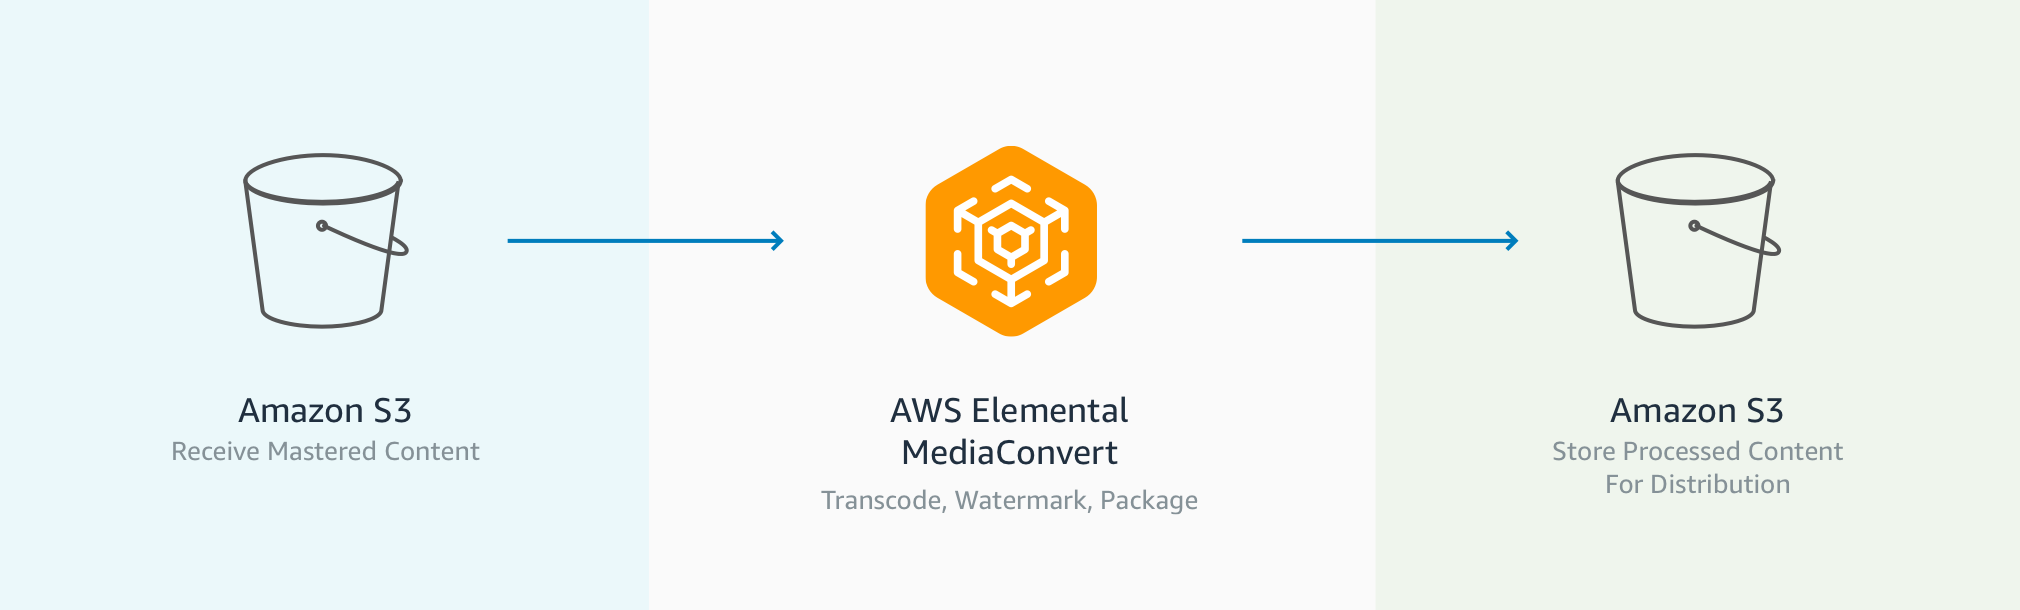 Amazon S3
Receive Mastered Content
AWS Elemental
MediaConvert
Transcode, Watermark, Package
Amazon S3
Store Processed Content
For Distribution